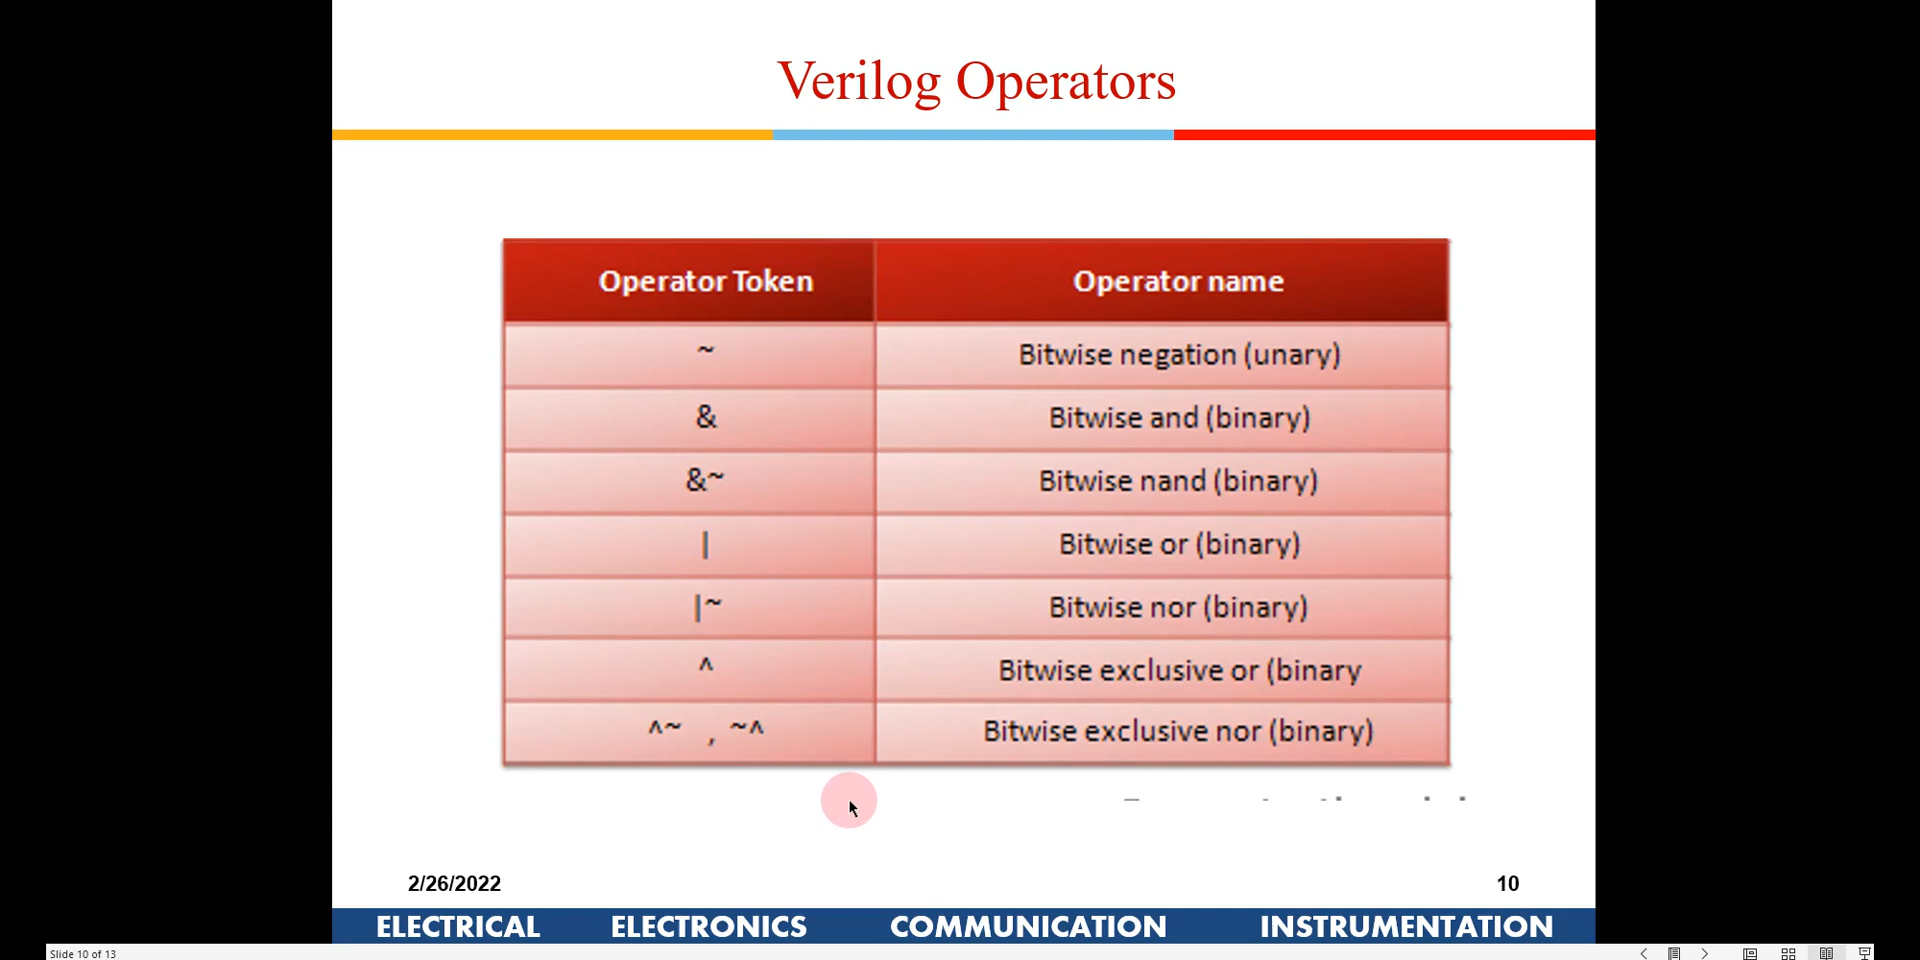 Verilog Operators
Operator Token Operator name
~ Bitwise negation (unary)
& Bitwise and (binary)
&~ Bitwise nand (binary)
| Bitwise or (binary)
|~ Bitwise nor (binary)
^ Bitwise exclusive or (binary
^~ , ~^ Bitwise exclusive nor (binary)
2/26/2022 10
ELECTRICAL ELECTRONICS COMMUNICATION INSTRUMENTATION
Slide 10 of 13